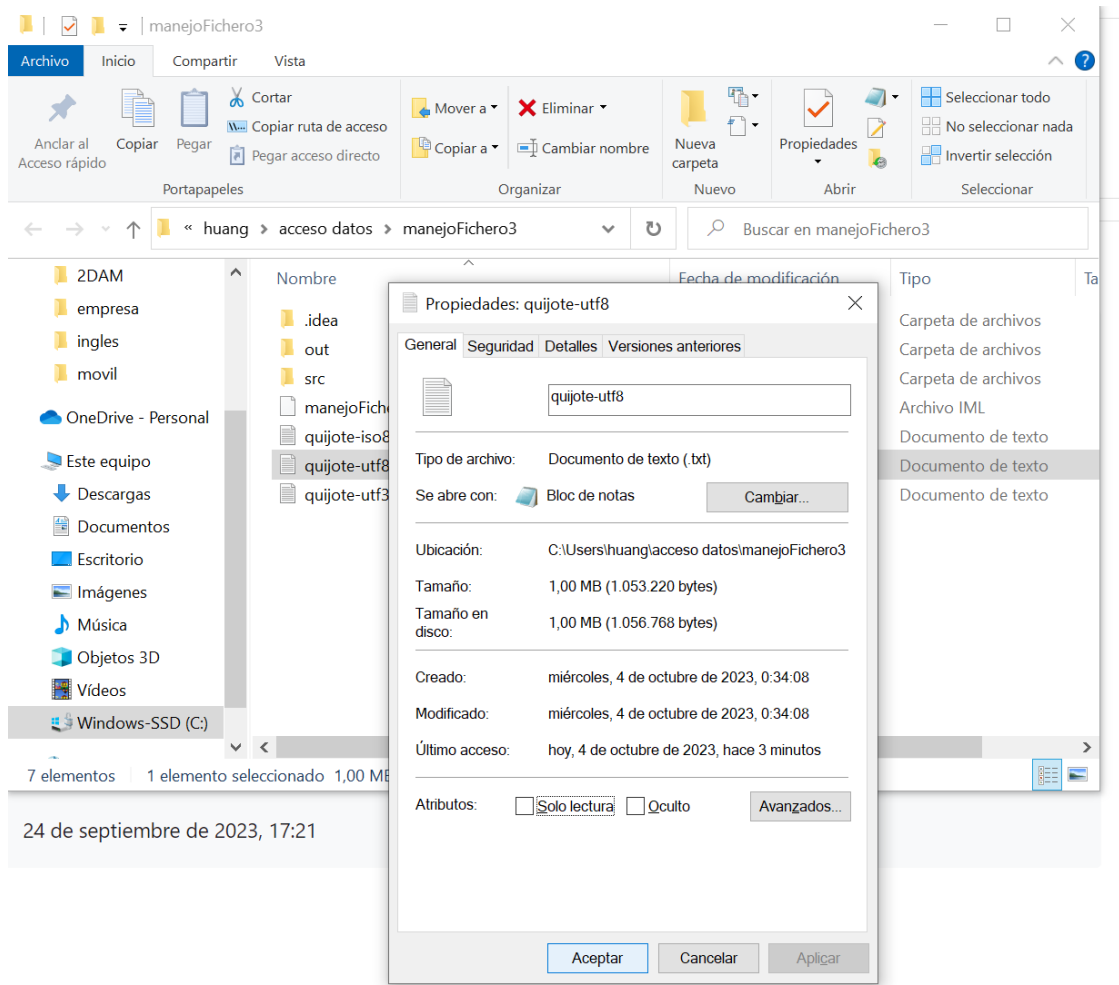 manejoFichero3
Archivo Inicio Compartir Vista
Anclar al Acceso rápido
Copiar
Pegar
Cortar
Copiar ruta de acceso
Pegar acceso directo
Portapapeles
Mover a
Copiar a
Eliminar
Cambiar nombre
Organizar
Nueva carpeta
Nuevo
Propiedades
Abrir
Seleccionar todo
No seleccionar nada
Invertir selección
Seleccionar
« huang > acceso datos > manejoFichero3
Buscar en manejoFichero3
2DAM
empresa
ingles
movil
OneDrive - Personal
Este equipo
Descargas
Documentos
Escritorio
Imágenes
Música
Objetos 3D
Vídeos
Windows-SSD (C:)
Nombre Fecha de modificación Tipo Ta
.idea Carpeta de archivos
out Carpeta de archivos
src Carpeta de archivos
manejoFiche Archivo IML
quijote-iso8 Documento de texto
quijote-utf8 Documento de texto
quijote-utf3 Documento de texto
7 elementos 1 elemento seleccionado 1,00 ME
Propiedades: quijote-utf8
General Seguridad Detalles Versiones anteriores
quijote-utf8
Tipo de archivo: Documento de texto (.txt)
Se abre con: Bloc de notas Cambiar...
Ubicación: C:\Users\huang\acceso datos\manejoFichero3
Tamaño: 1,00 MB (1.053.220 bytes)
Tamaño en disco: 1,00 MB (1.056.768 bytes)
Creado: miércoles, 4 de octubre de 2023, 0:34:08
Modificado: miércoles, 4 de octubre de 2023, 0:34:08
Último acceso: hoy, 4 de octubre de 2023, hace 3 minutos
Atributos: Solo lectura Oculto Avanzados...
Aceptar Cancelar Aplicar
24 de septiembre de 2023, 17:21